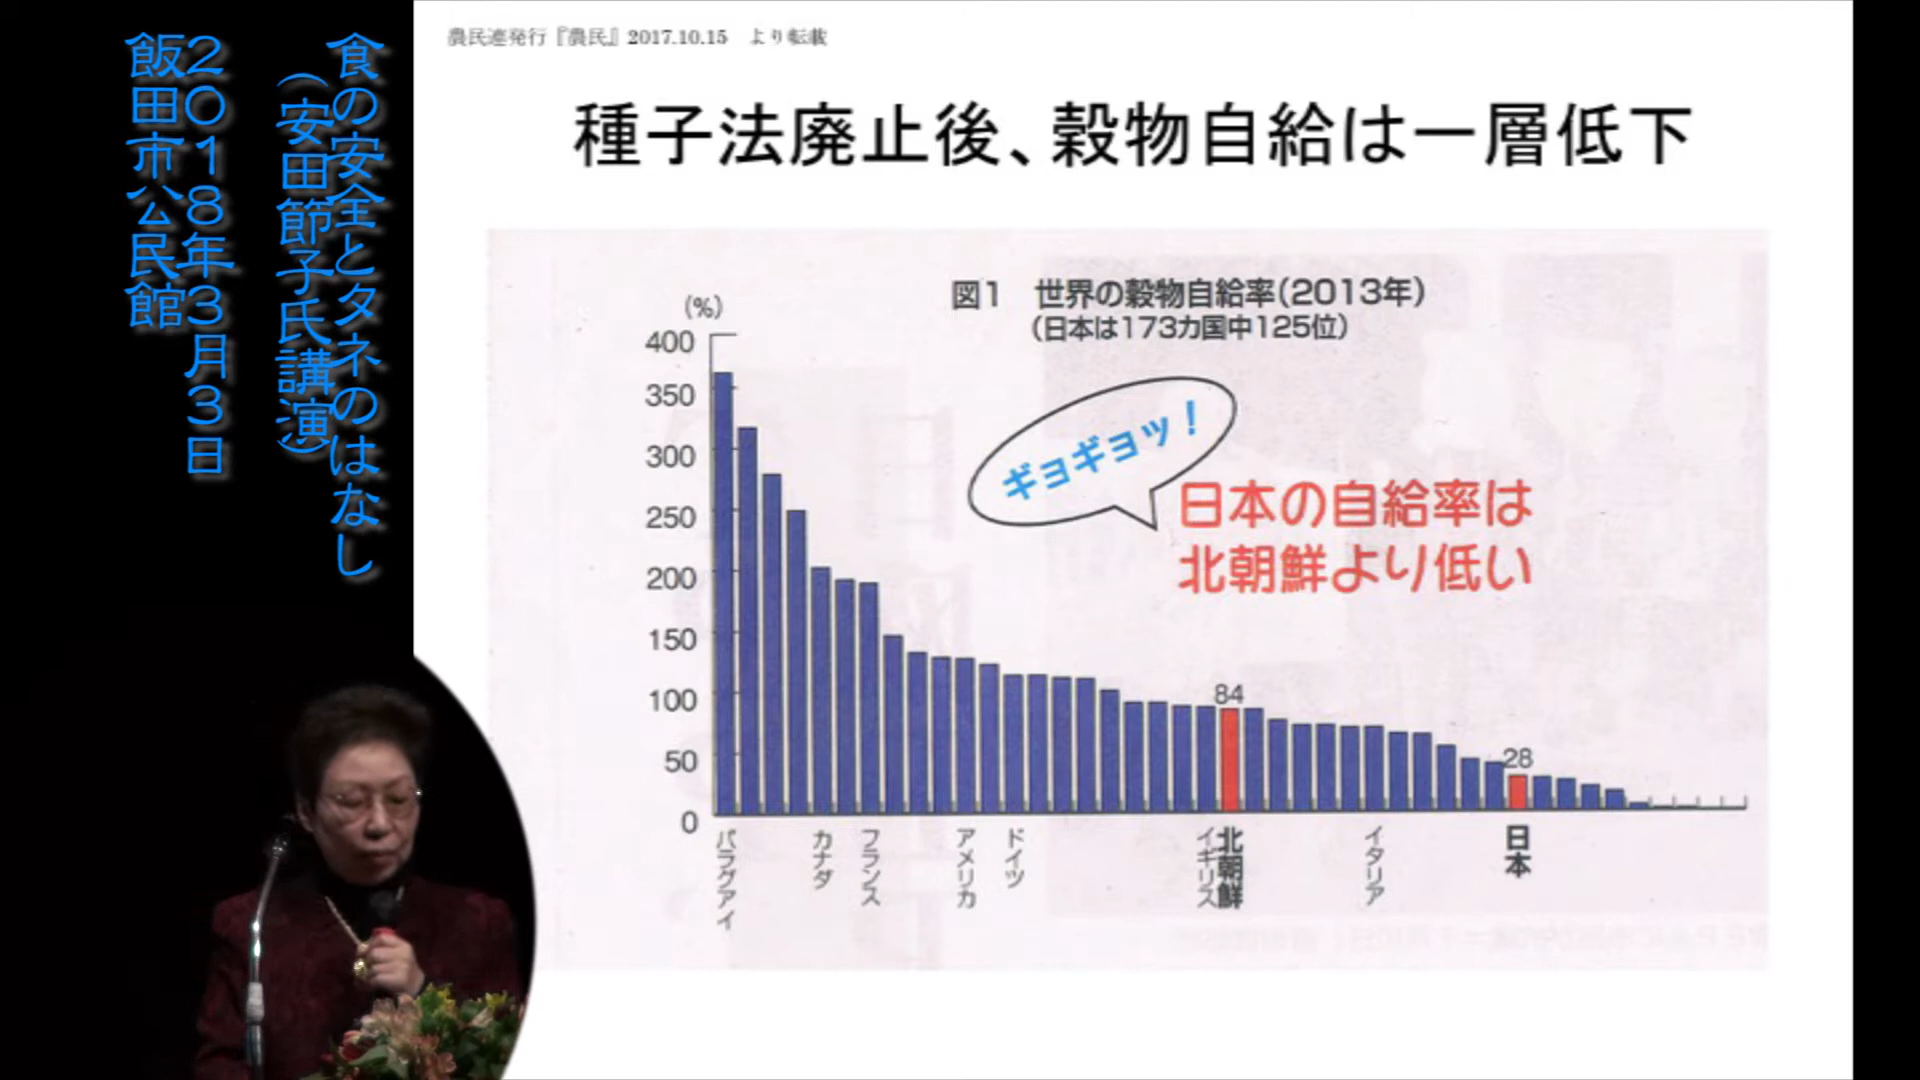 食の安全とタネのはなし
（安田節子氏講演）
２０１８年３月３日
飯田市公民館
農民連発行『農民』2017.10.15　より転載
種子法廃止後、穀物自給は一層低下
図1　世界の穀物自給率(2013年)
(日本は173カ国中125位)
(%)
400
350
300
250
200
150
100
50
0
ギョギョッ！
日本の自給率は
北朝鮮より低い
84
28
パラグアイ
カナダ
フランス
アメリカ
ドイツ
イギリス
北朝鮮
イタリア
日本